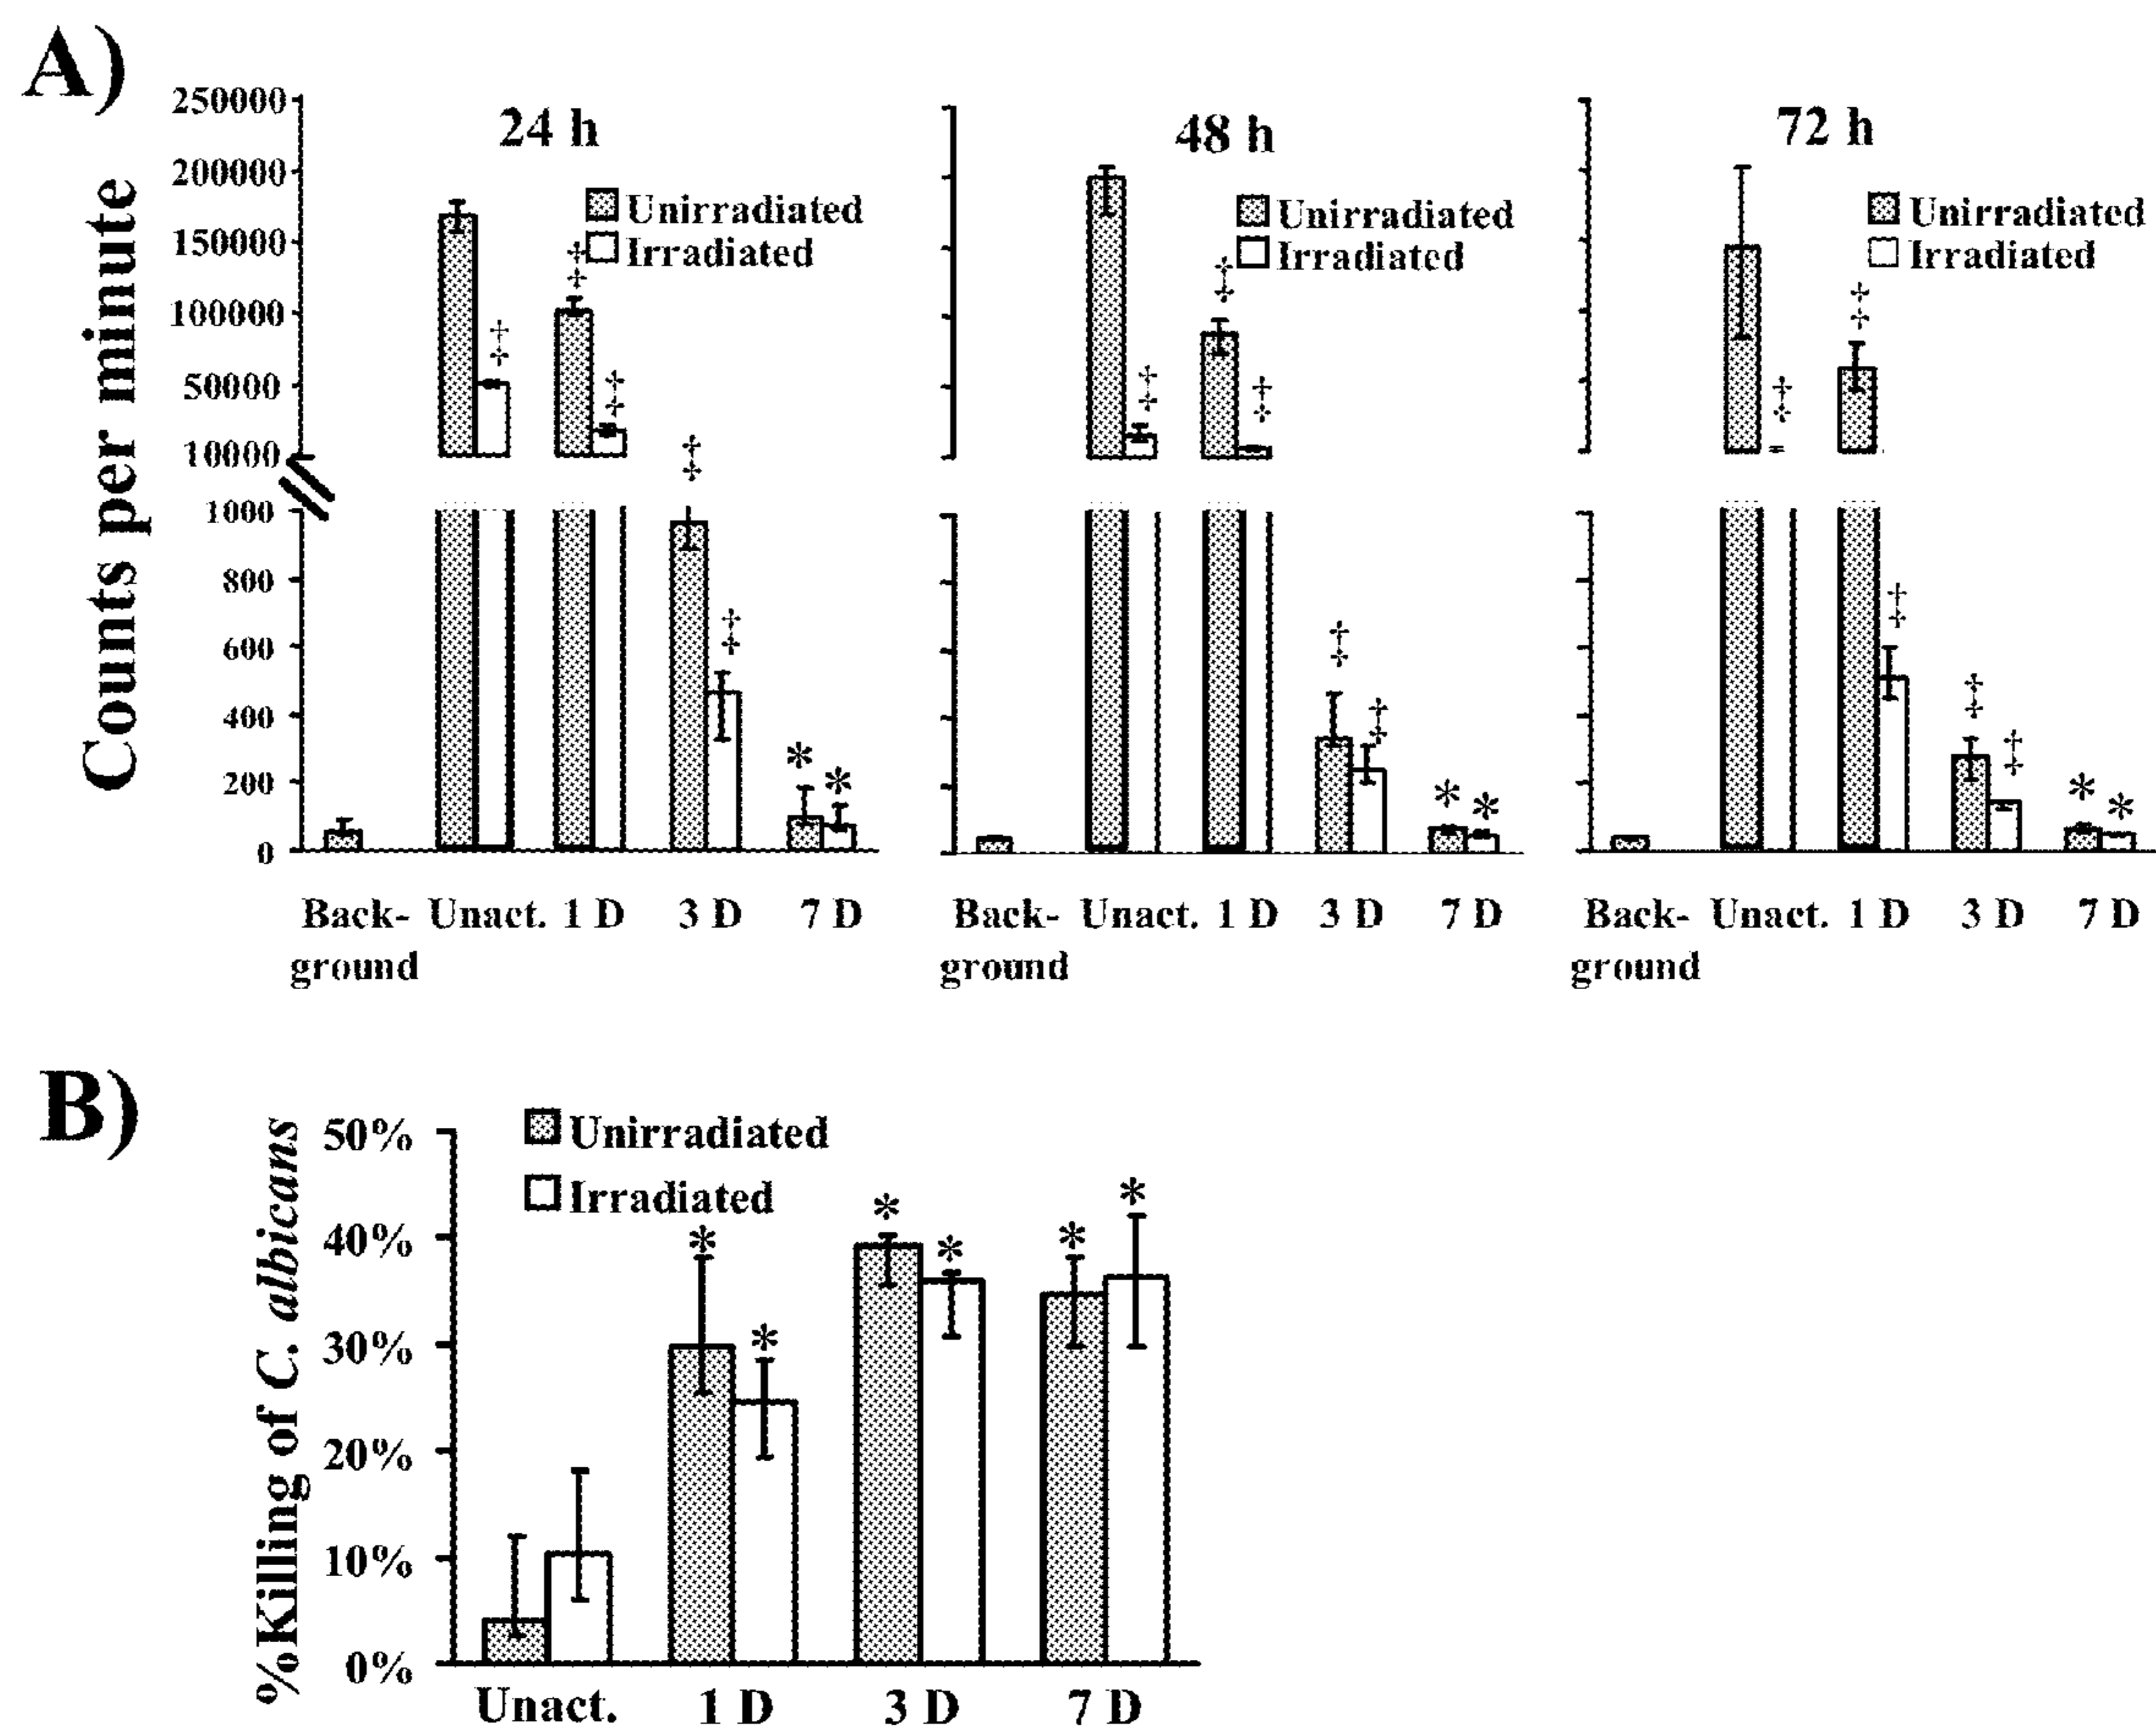 A)
Counts per minute
250000
200000
150000
100000
50000
10000
1000
800
600
400
200
0
24 h
Unirradiated
Irradiated
‡ ‡ ‡ ‡ ‡ * *
Back-ground Unact. 1 D 3 D 7 D
48 h
Unirradiated
Irradiated
‡ ‡ ‡ ‡ ‡ * *
Back-ground Unact. 1 D 3 D 7 D
72 h
Unirradiated
Irradiated
‡ ‡ ‡ ‡ ‡ * *
Back-ground Unact. 1 D 3 D 7 D
B)
%Killing of C. albicans
50%
40%
30%
20%
10%
0%
Unirradiated
Irradiated
* * * * * *
Unact. 1 D 3 D 7 D